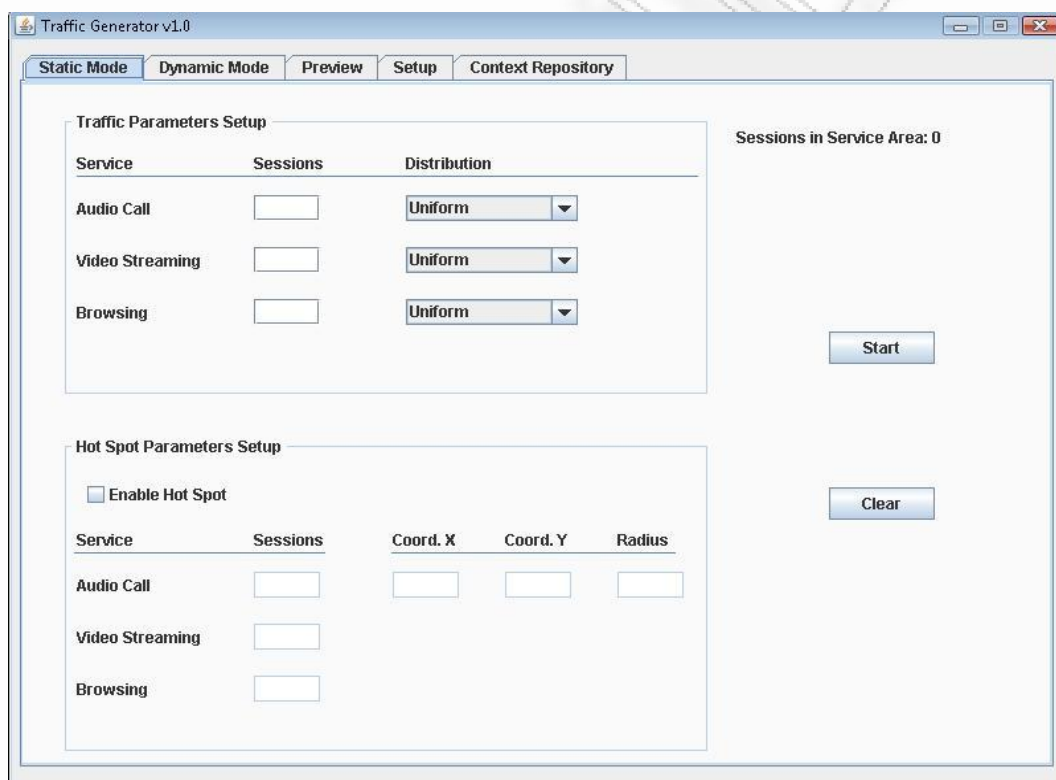 Traffic Generator v1.0
Static Mode Dynamic Mode Preview Setup Context Repository
Traffic Parameters Setup
Sessions in Service Area: 0
Service Sessions Distribution
Audio Call Uniform
Video Streaming Uniform
Browsing Uniform
Start
Hot Spot Parameters Setup
Enable Hot Spot
Clear
Service Sessions Coord. X Coord. Y Radius
Audio Call
Video Streaming
Browsing